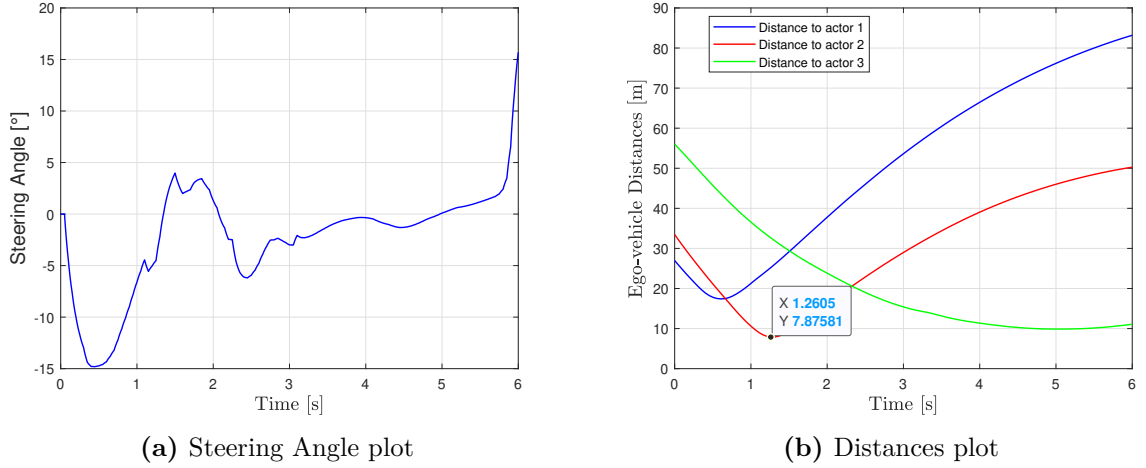 20
15
10
5
0
-5
-10
-15
Steering Angle [°]
0 1 2 3 4 5 6
Time [s]
(a) Steering Angle plot
90
80
70
60
50
40
30
20
10
0
Ego-vehicle Distances [m]
Distance to actor 1
Distance to actor 2
Distance to actor 3
X 1.2605
Y 7.87581
0 1 2 3 4 5 6
Time [s]
(b) Distances plot